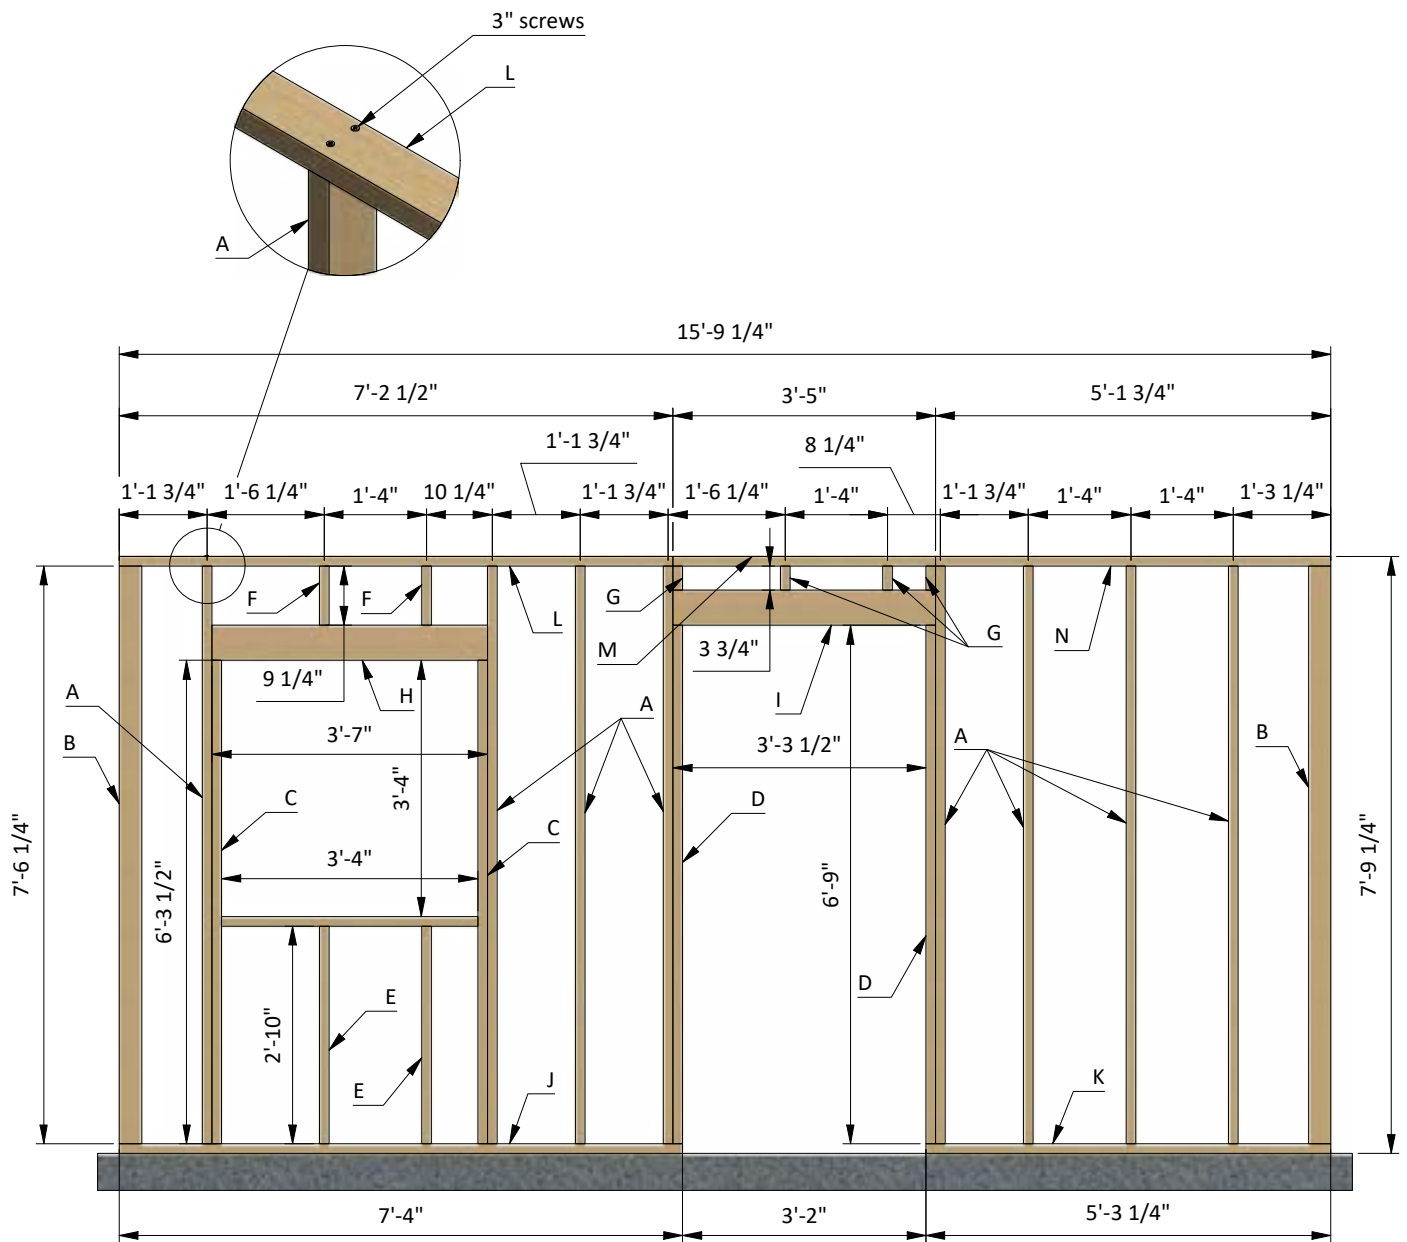 3" screws
L
A
15'-9 1/4"
7'-2 1/2"
3'-5"
5'-1 3/4"
1'-1 3/4"
8 1/4"
1'-1 3/4"
1'-6 1/4"
1'-4"
10 1/4"
1'-1 3/4"
1'-6 1/4"
1'-4"
1'-1 3/4"
1'-4"
1'-4"
1'-3 1/4"
F
F
G
L
M
3 3/4"
G
N
9 1/4"
H
A
B
I
A
3'-7"
3'-3 1/2"
A
B
3'-4"
C
D
C
7'-6 1/4"
3'-4"
6'-3 1/2"
6'-9"
7'-9 1/4"
D
E
2'-10"
E
J
K
7'-4"
3'-2"
5'-3 1/4"